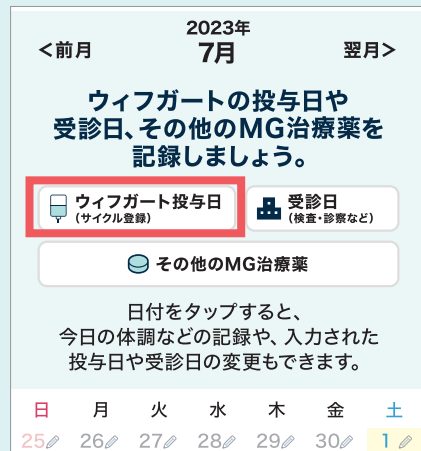 2023年
<前月 7月 翌月>
ウィフガートの投与日や
受診日、その他のMG治療薬を
記録しましょう。
ウィフガート投与日 受診日
(サイクル登録) (検査・診察など)
その他のMG治療薬
日付をタップすると、
今日の体調などの記録や、入力された
投与日や受診日の変更もできます。
日 月 火 水 木 金 土
25 26 27 28 29 30 1